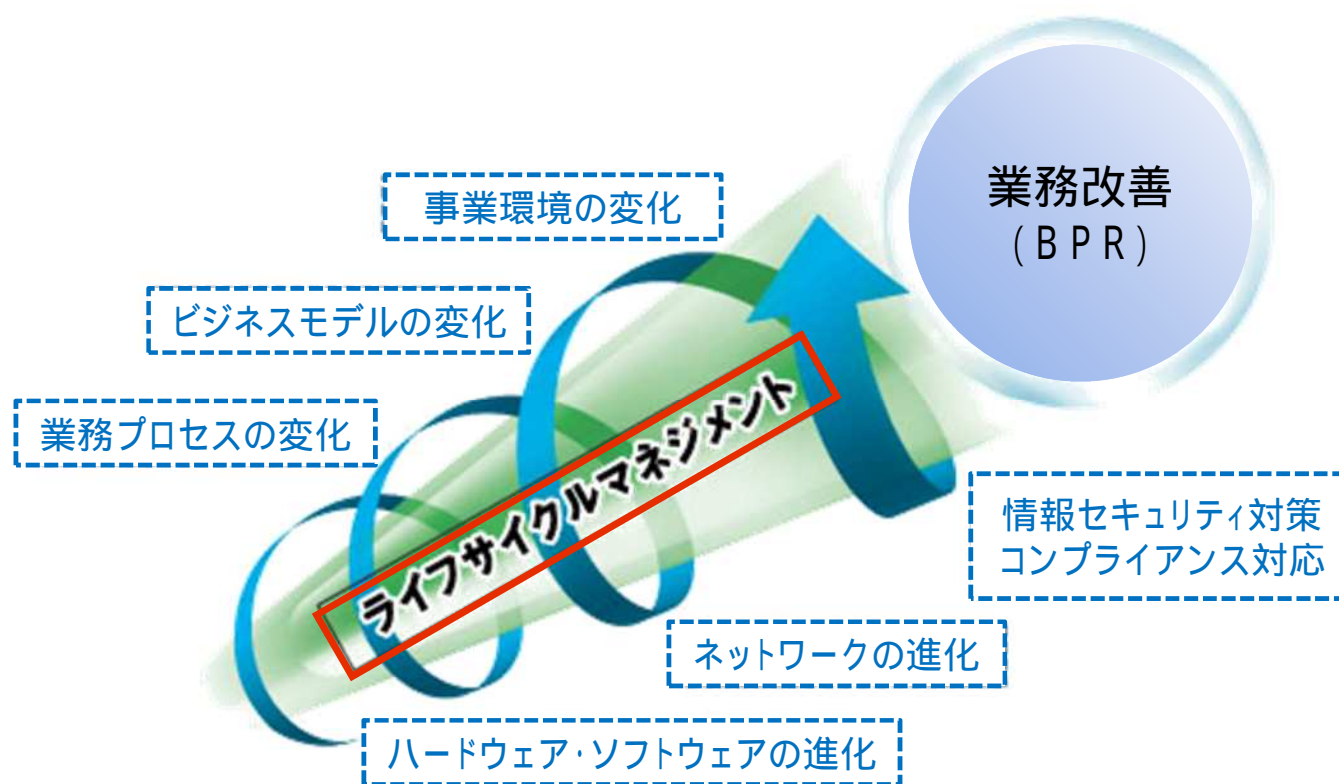 業務改善
(BPR)
事業環境の変化
ビジネスモデルの変化
業務プロセスの変化
ライフサイクルマネジメント
情報セキュリティ対策
コンプライアンス対応
ネットワークの進化
ハードウェア・ソフトウェアの進化